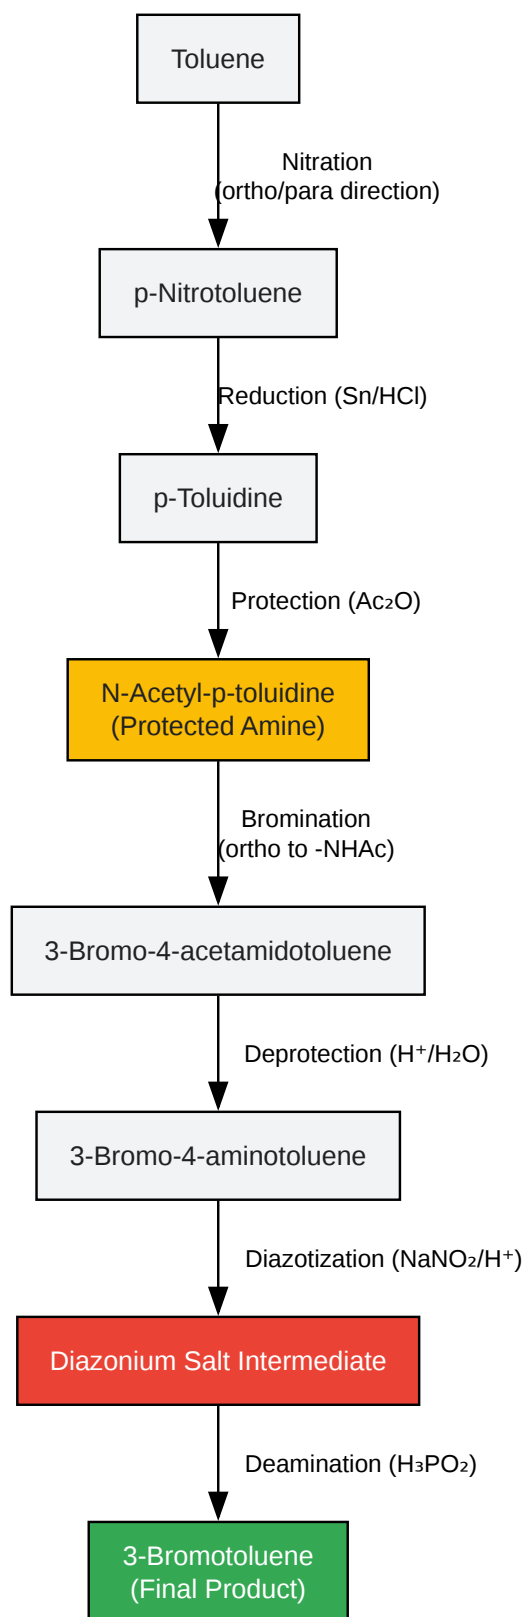 Toluene
Nitration
(ortho/para direction)
p-Nitrotoluene
Reduction (Sn/HCl)
p-Toluidine
Protection (Ac₂O)
N-Acetyl-p-toluidine
(Protected Amine)
Bromination
(ortho to -NHAc)
3-Bromo-4-acetamidotoluene
Deprotection (H⁺/H₂O)
3-Bromo-4-aminotoluene
Diazotization (NaNO₂/H⁺)
Diazonium Salt Intermediate
Deamination (H₃PO₂)
3-Bromotoluene
(Final Product)